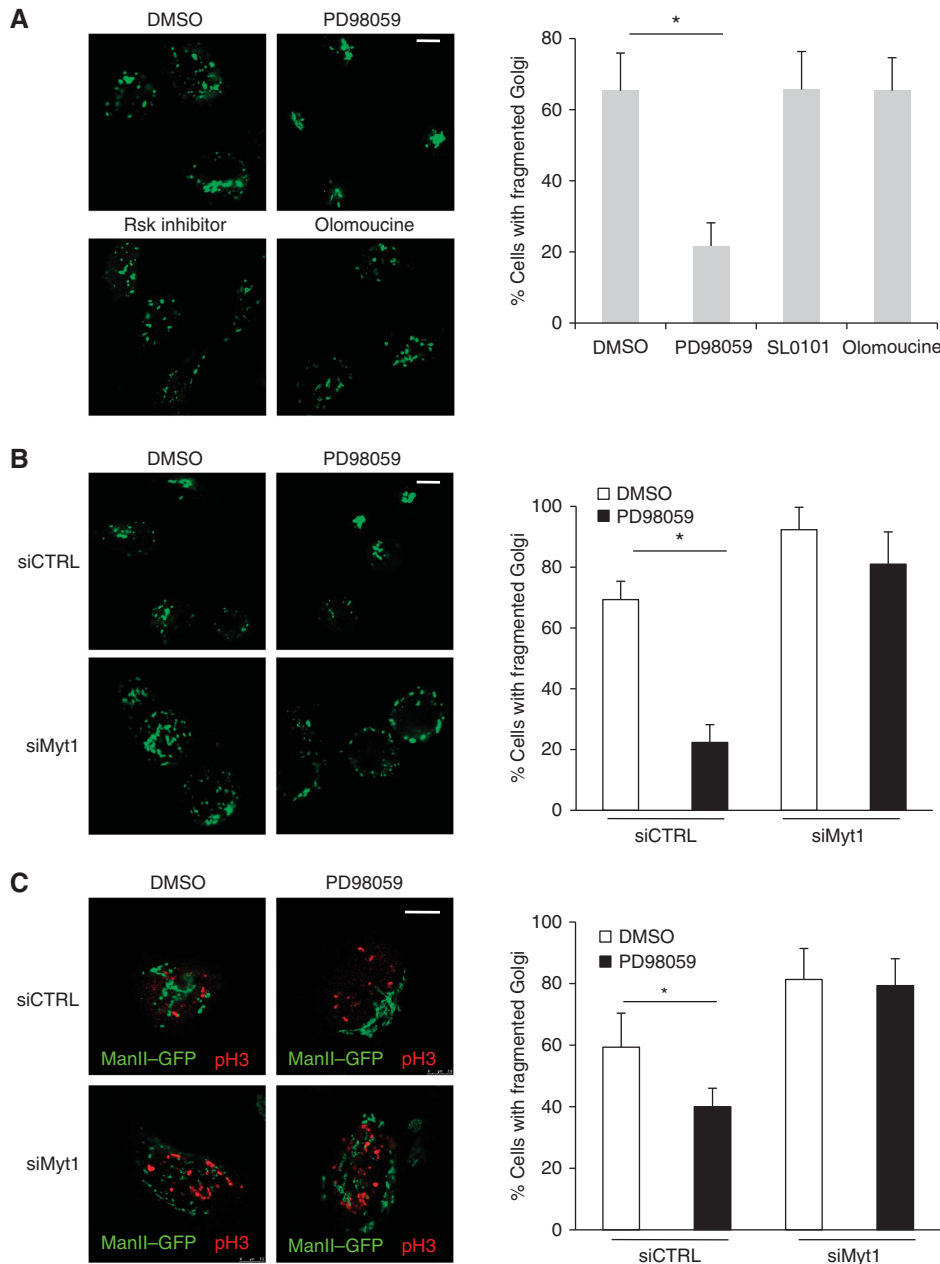 A
DMSO
PD98059
Rsk inhibitor
Olomoucine
% Cells with fragmented Golgi
80
60
40
20
0
*
DMSO
PD98059
SL0101
Olomoucine
B
DMSO
PD98059
siCTRL
siMyt1
% Cells with fragmented Golgi
100
80
60
40
20
0
DMSO
PD98059
*
siCTRL
siMyt1
C
DMSO
PD98059
siCTRL
ManII–GFP pH3
ManII–GFP pH3
siMyt1
ManII–GFP pH3
ManII–GFP pH3
% Cells with fragmented Golgi
100
80
60
40
20
0
DMSO
PD98059
*
siCTRL
siMyt1